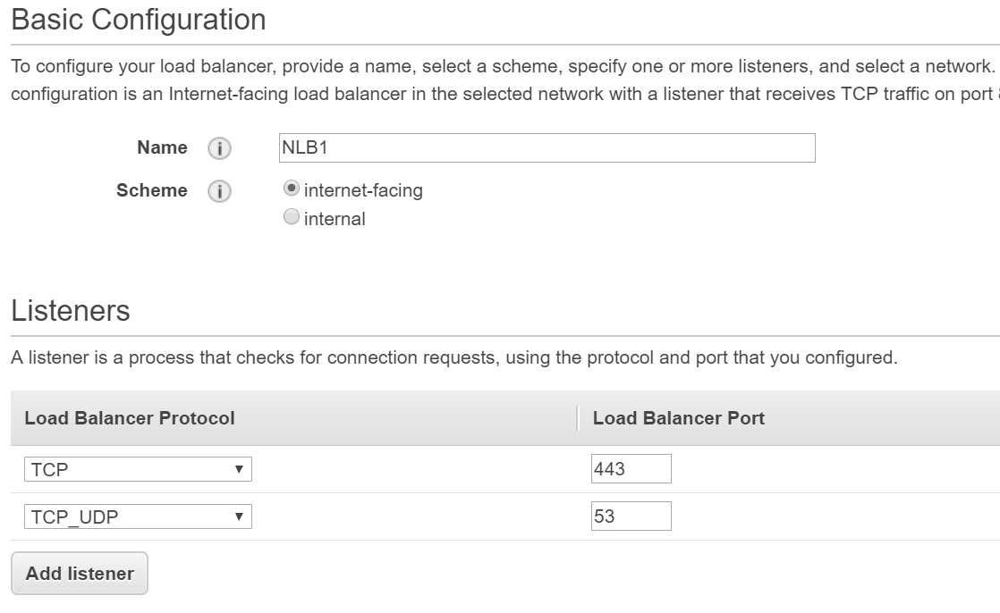 Basic Configuration
To configure your load balancer, provide a name, select a scheme, specify one or more listeners, and select a network.
configuration is an Internet-facing load balancer in the selected network with a listener that receives TCP traffic on port
Name
NLB1
Scheme
internet-facing
internal
Listeners
A listener is a process that checks for connection requests, using the protocol and port that you configured.
Load Balancer Protocol Load Balancer Port
TCP 443
TCP_UDP 53
Add listener